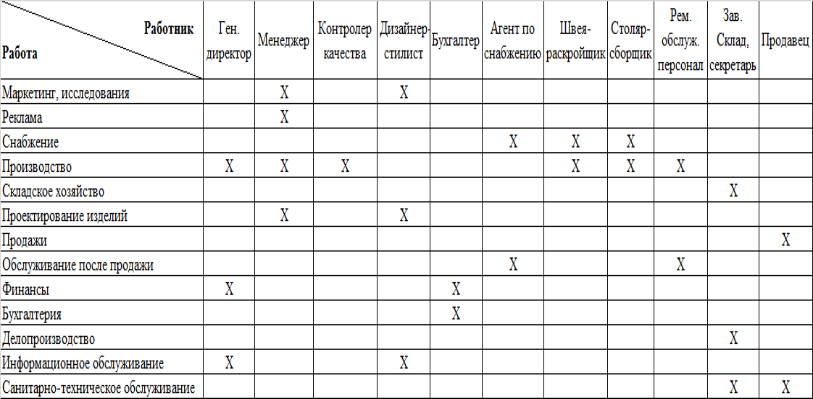 Работник
Работа
Ген. директор
Менеджер
Контролер качества
Дизайнер-стилист
Бухгалтер
Агент по снабжению
Швея-раскройщик
Столяр-сборщик
Рем. обслуж. персонал
Зав. Склад, секретарь
Продавец
Маркетинг, исследования X X
Реклама X
Снабжение X X X
Производство X X X X X X
Складское хозяйство X
Проектирование изделий X X
Продажи X
Обслуживание после продажи X X
Финансы X X
Бухгалтерия X
Делопроизводство X
Информационное обслуживание X X
Санитарно-техническое обслуживание X X